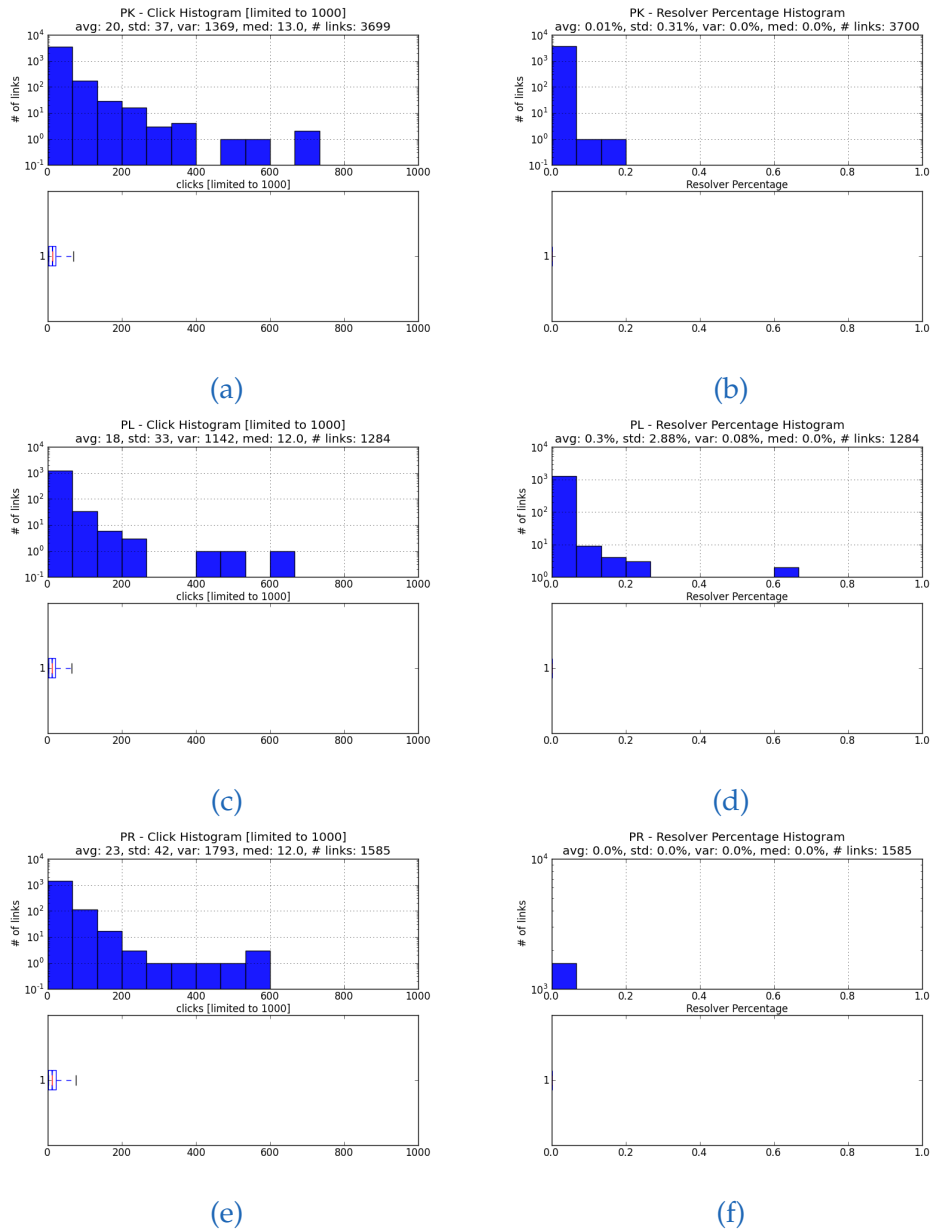 PK - Click Histogram [limited to 1000]
avg: 20, std: 37, var: 1369, med: 13.0, # links: 3699
# of links
10^4
10^3
10^2
10^1
10^0
10^-1
0 200 400 600 800 1000
clicks [limited to 1000]
1
0 200 400 600 800 1000
(a)
PK - Resolver Percentage Histogram
avg: 0.01%, std: 0.31%, var: 0.0%, med: 0.0%, # links: 3700
# of links
10^4
10^3
10^2
10^1
10^0
10^-1
0.0 0.2 0.4 0.6 0.8 1.0
Resolver Percentage
1
0.0 0.2 0.4 0.6 0.8 1.0
(b)
PL - Click Histogram [limited to 1000]
avg: 18, std: 33, var: 1142, med: 12.0, # links: 1284
# of links
10^4
10^3
10^2
10^1
10^0
10^-1
0 200 400 600 800 1000
clicks [limited to 1000]
1
0 200 400 600 800 1000
(c)
PL - Resolver Percentage Histogram
avg: 0.3%, std: 2.88%, var: 0.08%, med: 0.0%, # links: 1284
# of links
10^4
10^3
10^2
10^1
10^0
0.0 0.2 0.4 0.6 0.8 1.0
Resolver Percentage
1
0.0 0.2 0.4 0.6 0.8 1.0
(d)
PR - Click Histogram [limited to 1000]
avg: 23, std: 42, var: 1793, med: 12.0, # links: 1585
# of links
10^4
10^3
10^2
10^1
10^0
10^-1
0 200 400 600 800 1000
clicks [limited to 1000]
1
0 200 400 600 800 1000
(e)
PR - Resolver Percentage Histogram
avg: 0.0%, std: 0.0%, var: 0.0%, med: 0.0%, # links: 1585
# of links
10^4
10^3
0.0 0.2 0.4 0.6 0.8 1.0
Resolver Percentage
1
0.0 0.2 0.4 0.6 0.8 1.0
(f)